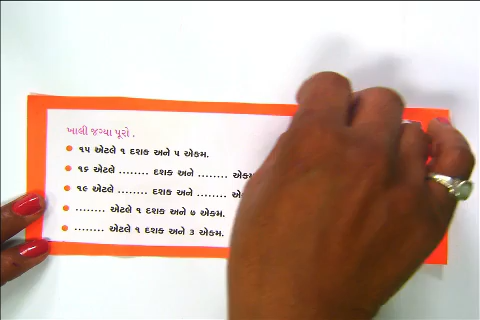 ખાલી જગ્યા પૂરો .
૧૫ એટલે ૧ દશક અને ૫ એકમ.
૧૬ એટલે ........ દશક અને ........
૧૯ એટલે ........ દશક અને ........
........ એટલે ૧ દશક અને ૭ એકમ.
........ એટલે ૧ દશક અને ૩ એકમ.